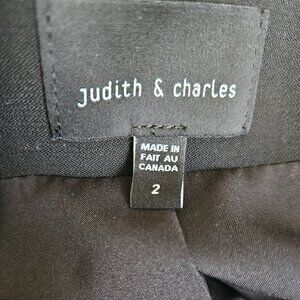 judith & charles
MADE IN
FAIT AU
CANADA
2